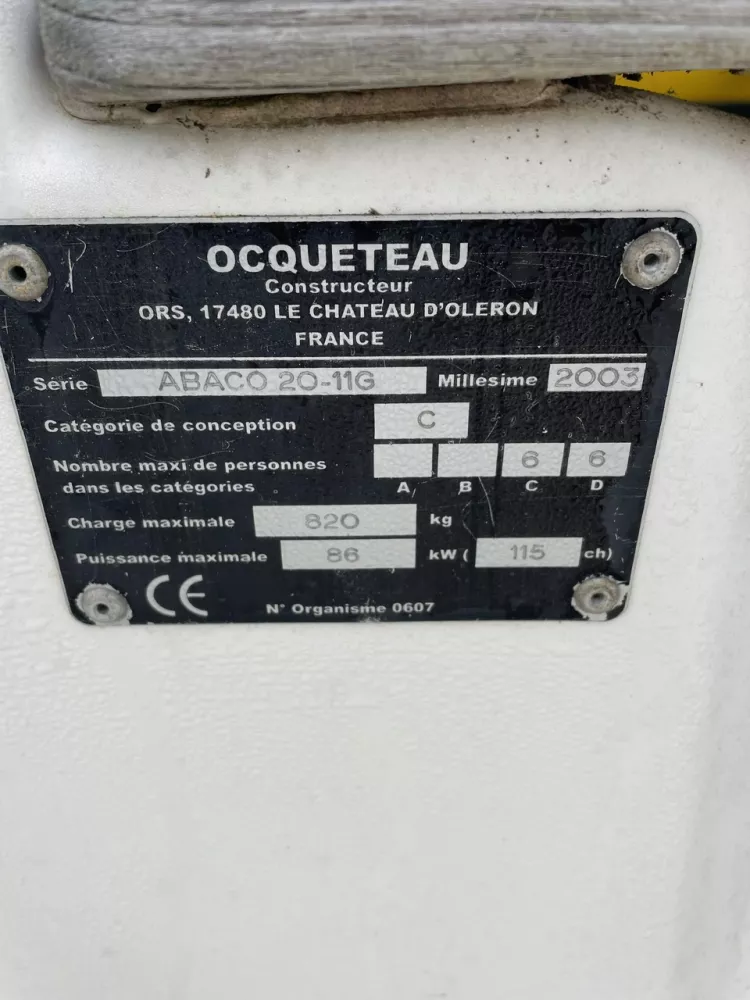 OCQUETEAU
Constructeur
ORS, 17480 LE CHATEAU D'OLERON
FRANCE
Série ABACO 20-11G Millesime 2003
Catégorie de conception C
Nombre maxi de personnes 6 6
dans les catégories A B C D
Charge maximale 820 kg
Puissance maximale 86 kW ( 115 ch)
CE N° Organisme 0607